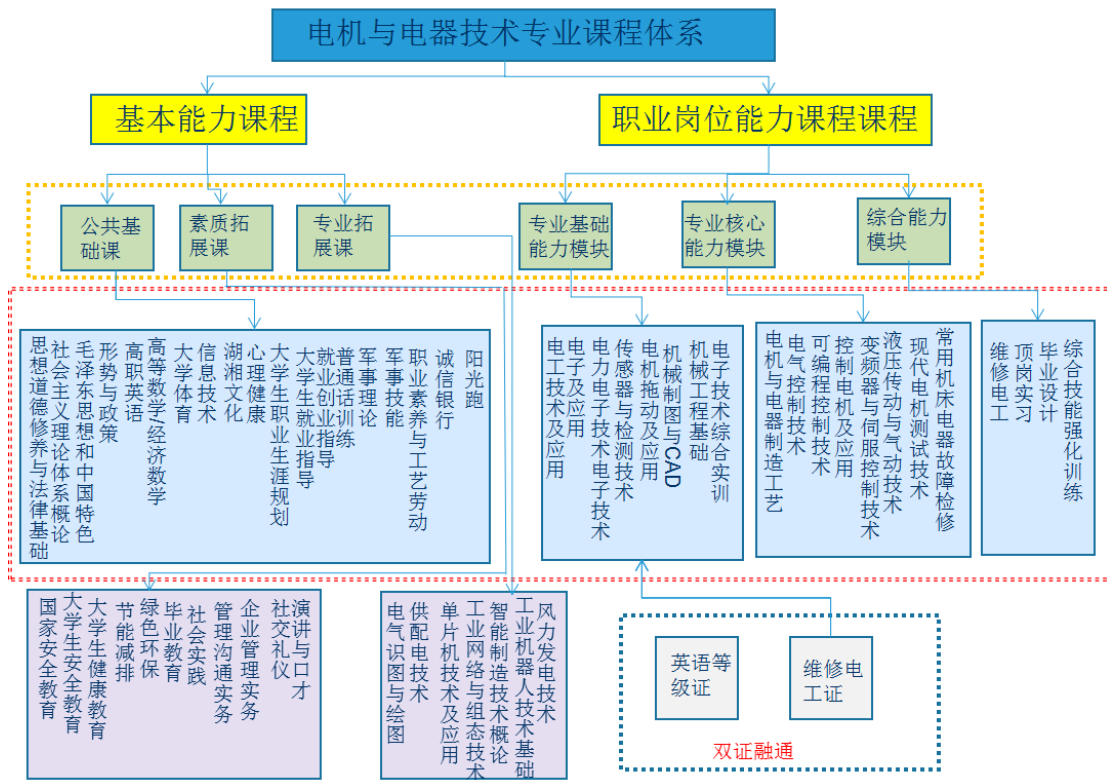 电机与电器技术专业课程体系
基本能力课程
职业岗位能力课程课程
公共基
础课
素质拓
展课
专业拓
展课
专业基础
能力模块
专业核心
能力模块
综合能力
模块
思想道德修养与法律基础
社会主义理论体系概论
毛泽东思想和中国特色
形势与政策
高职英语
高等数学/经济数学
大学体育
信息技术
湖湘文化
心理健康
大学生职业生涯规划
大学生就业指导
就业创业指导
普通话训练
军事理论
军事技能
职业素养与工艺劳动
诚信银行
阳光跑
电工技术及应用
电子及应用
电力电子技术电子技术
传感器与检测技术
电机拖动及应用
机械制图与CAD
机械工程基础
电子技术综合实训
电机与电器制造工艺
电气控制技术
可编程控制技术
控制电机及应用
变频器与伺服控制技术
液压传动与气动技术
现代电机测试技术
常用机床电器故障检修
维修电工
顶岗实习
毕业设计
综合技能强化训练
国家安全教育
大学生安全教育
大学生健康教育
节能减排
绿色环保
毕业教育
社会实践
管理沟通实务
企业管理实务
社交礼仪
演讲与口才
电气识图与绘图
供配电技术
单片机技术及应用
工业网络与组态技术
智能制造技术概论
工业机器人技术基础
风力发电技术
英语等
级证
维修电
工证
双证融通